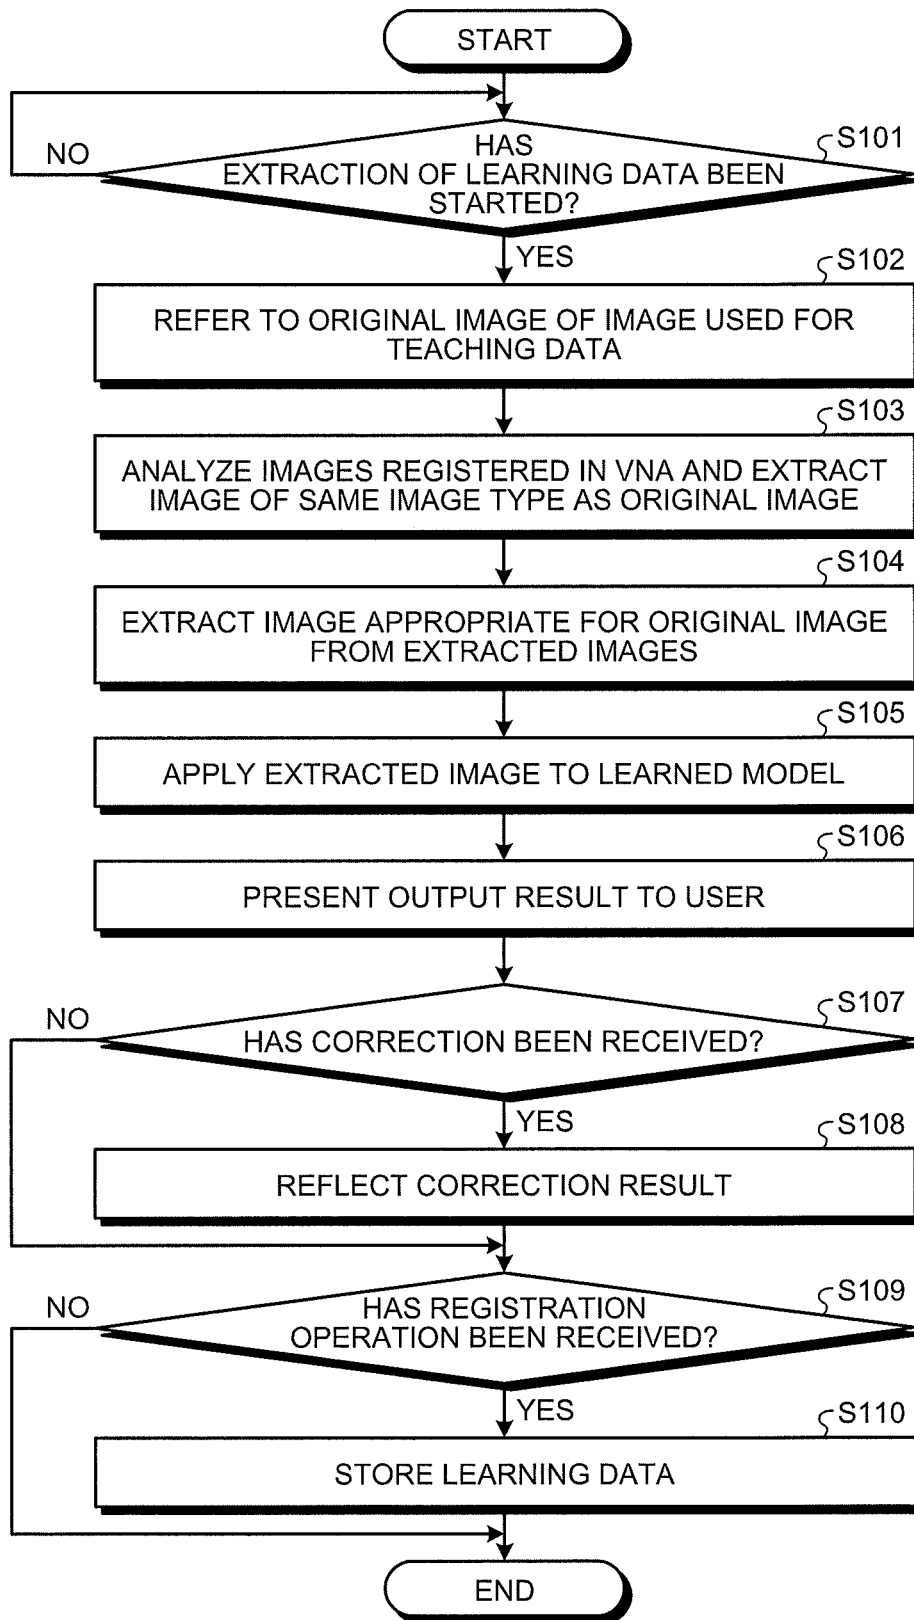 START
NO
S101
HAS
EXTRACTION OF LEARNING DATA BEEN
STARTED?
YES
S102
REFER TO ORIGINAL IMAGE OF IMAGE USED FOR
TEACHING DATA
S103
ANALYZE IMAGES REGISTERED IN VNA AND EXTRACT
IMAGE OF SAME IMAGE TYPE AS ORIGINAL IMAGE
S104
EXTRACT IMAGE APPROPRIATE FOR ORIGINAL IMAGE
FROM EXTRACTED IMAGES
S105
APPLY EXTRACTED IMAGE TO LEARNED MODEL
S106
PRESENT OUTPUT RESULT TO USER
NO
S107
HAS CORRECTION BEEN RECEIVED?
YES
S108
REFLECT CORRECTION RESULT
NO
S109
HAS REGISTRATION
OPERATION BEEN RECEIVED?
YES
S110
STORE LEARNING DATA
END